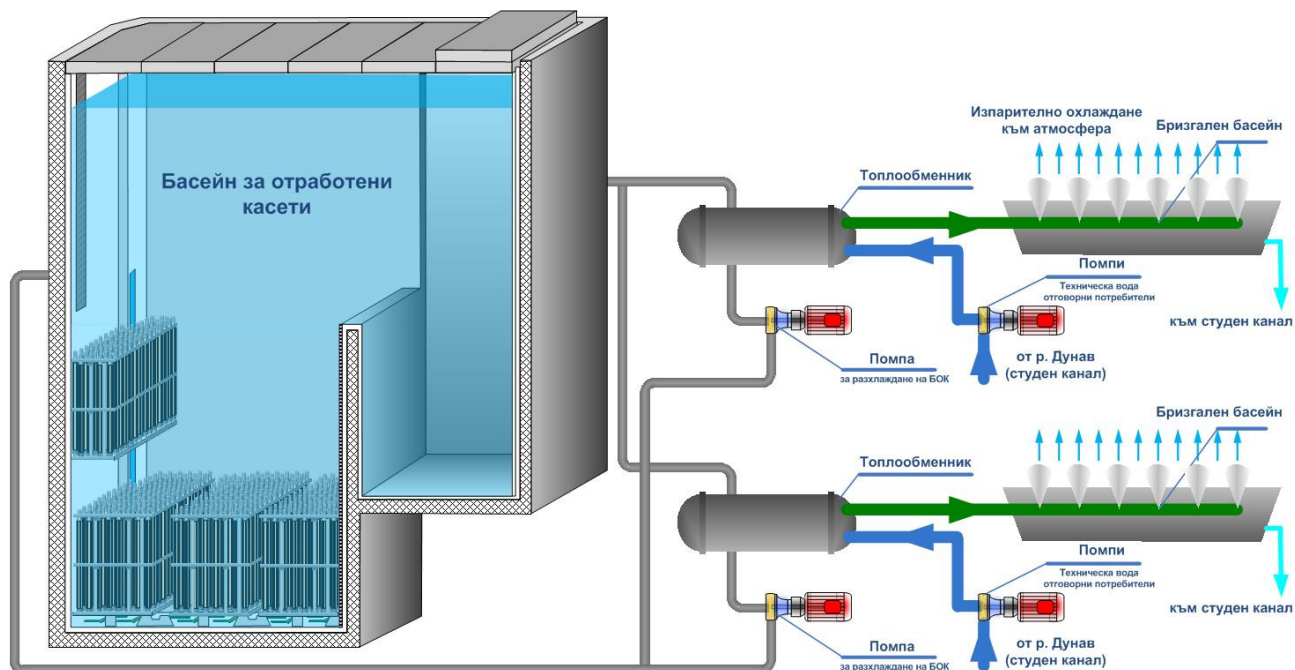 Басейн за отработени
касети
Изпарително охлаждане
към атмосфера
Бризгален басейн
Топлообменник
Помпи
Техническа вода
отговорни потребители
към студен канал
Помпа
за разхлаждане на БОК
от р. Дунав
(студен канал)
Бризгален басейн
Топлообменник
Помпи
Техническа вода
отговорни потребители
към студен канал
Помпа
за разхлаждане на БОК
от р. Дунав
(студен канал)